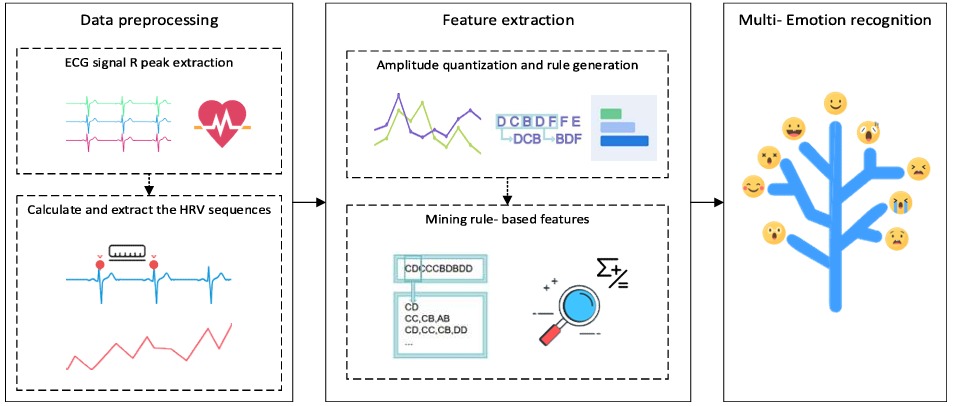 Data preprocessing
ECG signal R peak extraction
Calculate and extract the HRV sequences
Feature extraction
Amplitude quantization and rule generation
DCBDFFE
DCB BDF
Mining rule- based features
CDCCCBDBDD
CD
CC,CB,AB
CD,CC,CB,DD
...
Σ+
/=
Multi- Emotion recognition